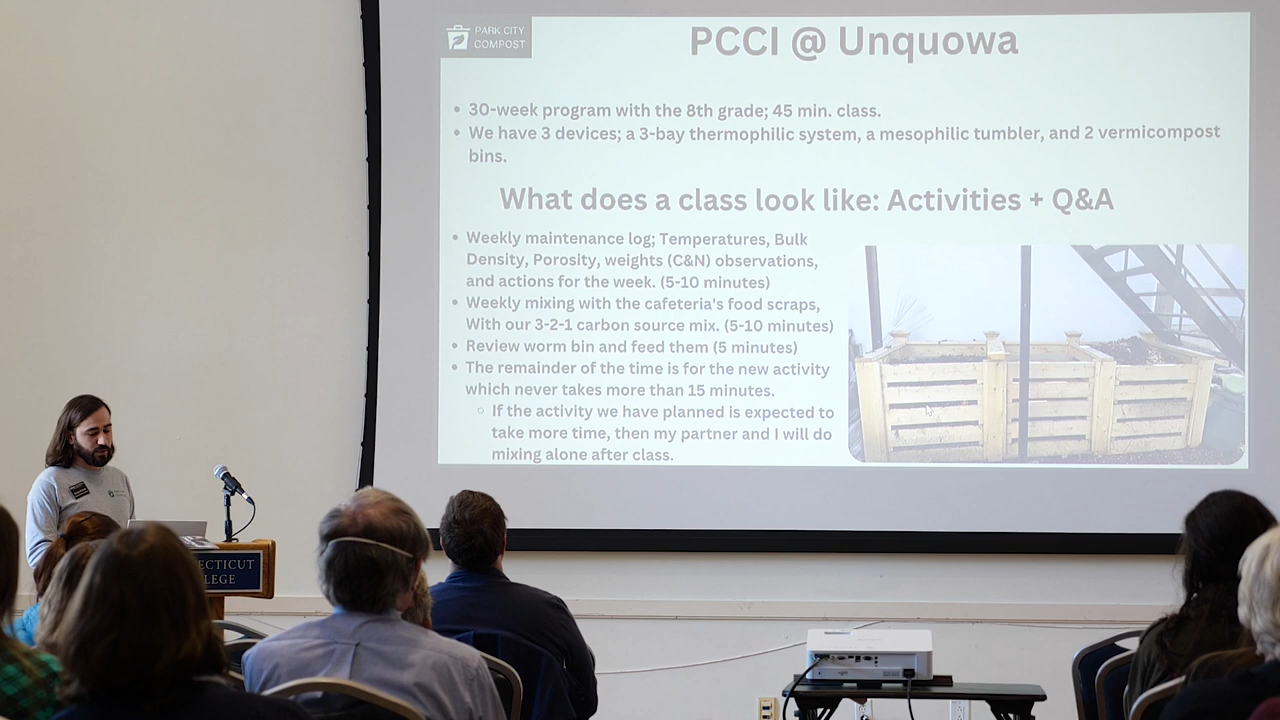 PARK CITY
COMPOST
PCCI @ Unquowa
• 30-week program with the 8th grade; 45 min. class.
• We have 3 devices; a 3-bay thermophilic system, a mesophilic tumbler, and 2 vermicompost
bins.
What does a class look like: Activities + Q&A
• Weekly maintenance log; Temperatures, Bulk
Density, Porosity, weights (C&N) observations,
and actions for the week. (5-10 minutes)
• Weekly mixing with the cafeteria's food scraps,
With our 3-2-1 carbon source mix. (5-10 minutes)
• Review worm bin and feed them (5 minutes)
• The remainder of the time is for the new activity
which never takes more than 15 minutes.
○ If the activity we have planned is expected to
take more time, then my partner and I will do
mixing alone after class.
ECTICUT
LEGE